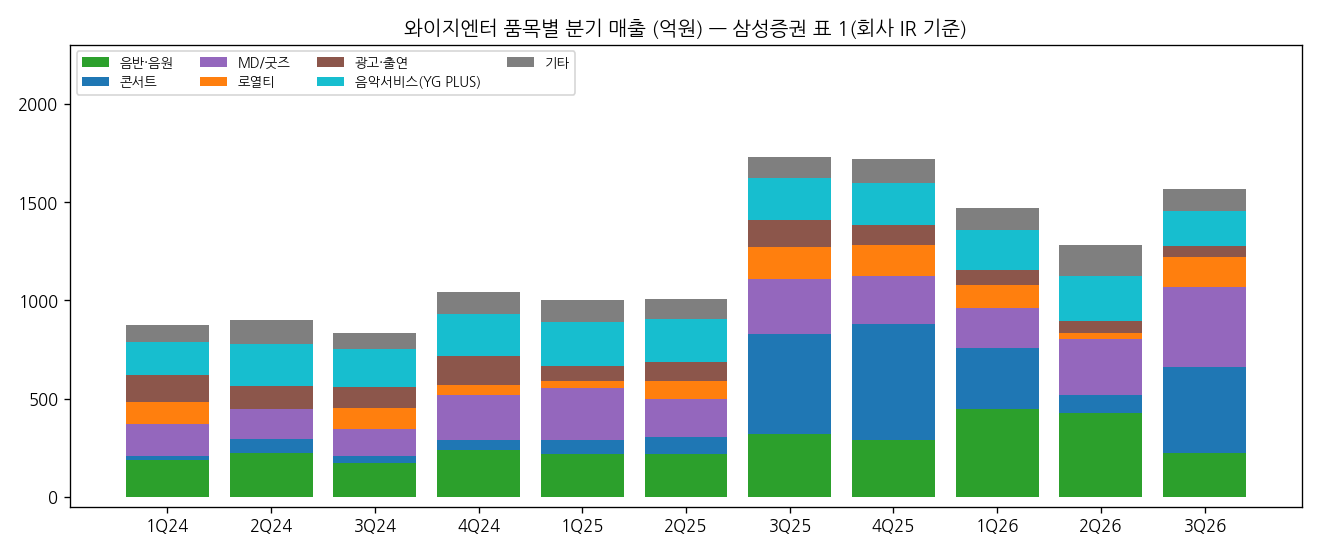 와이지엔터 품목별 분기 매출 (억원) — 삼성증권 표 1(회사 IR 기준)
음반·음원 MD/굿즈 광고·출연 기타
콘서트 로열티 음악서비스(YG PLUS)
2000
1500
1000
500
0
1Q24 2Q24 3Q24 4Q24 1Q25 2Q25 3Q25 4Q25 1Q26 2Q26 3Q26